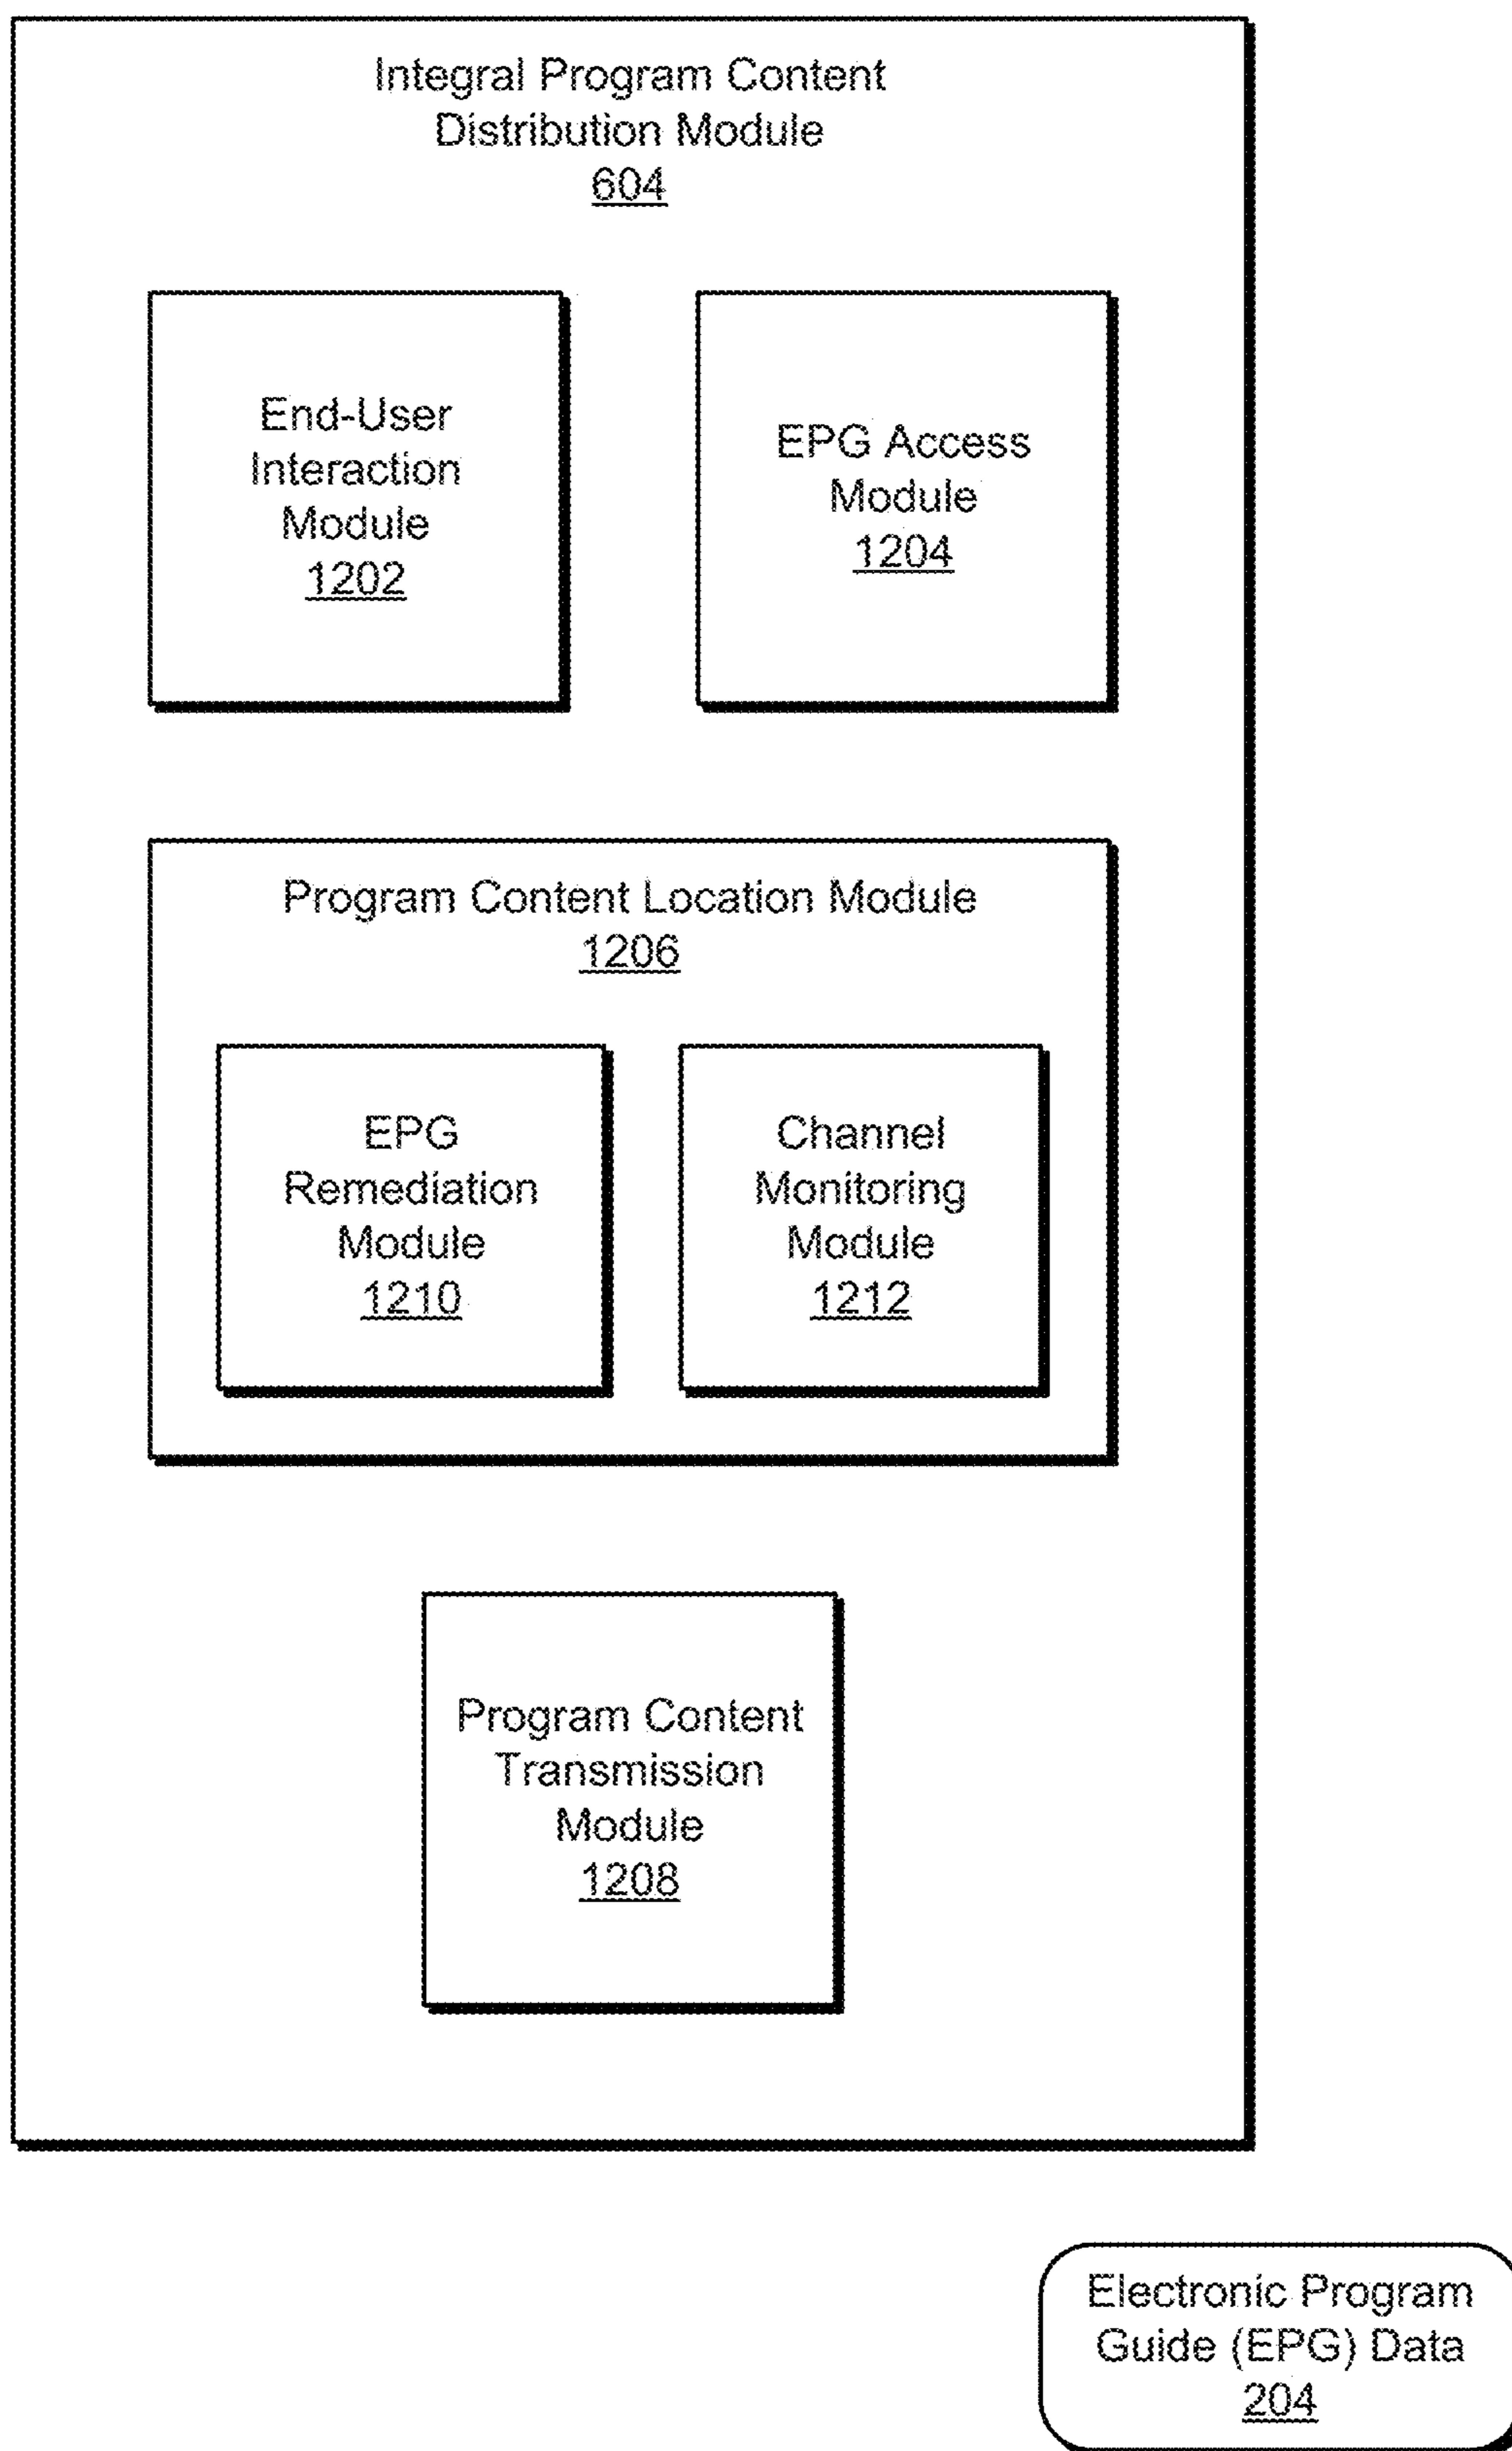 Integral Program Content
Distribution Module
604
End-User
Interaction
Module
1202
EPG Access
Module
1204
Program Content Location Module
1206
EPG
Remediation
Module
1210
Channel
Monitoring
Module
1212
Program Content
Transmission
Module
1208
Electronic Program
Guide (EPG) Data
204